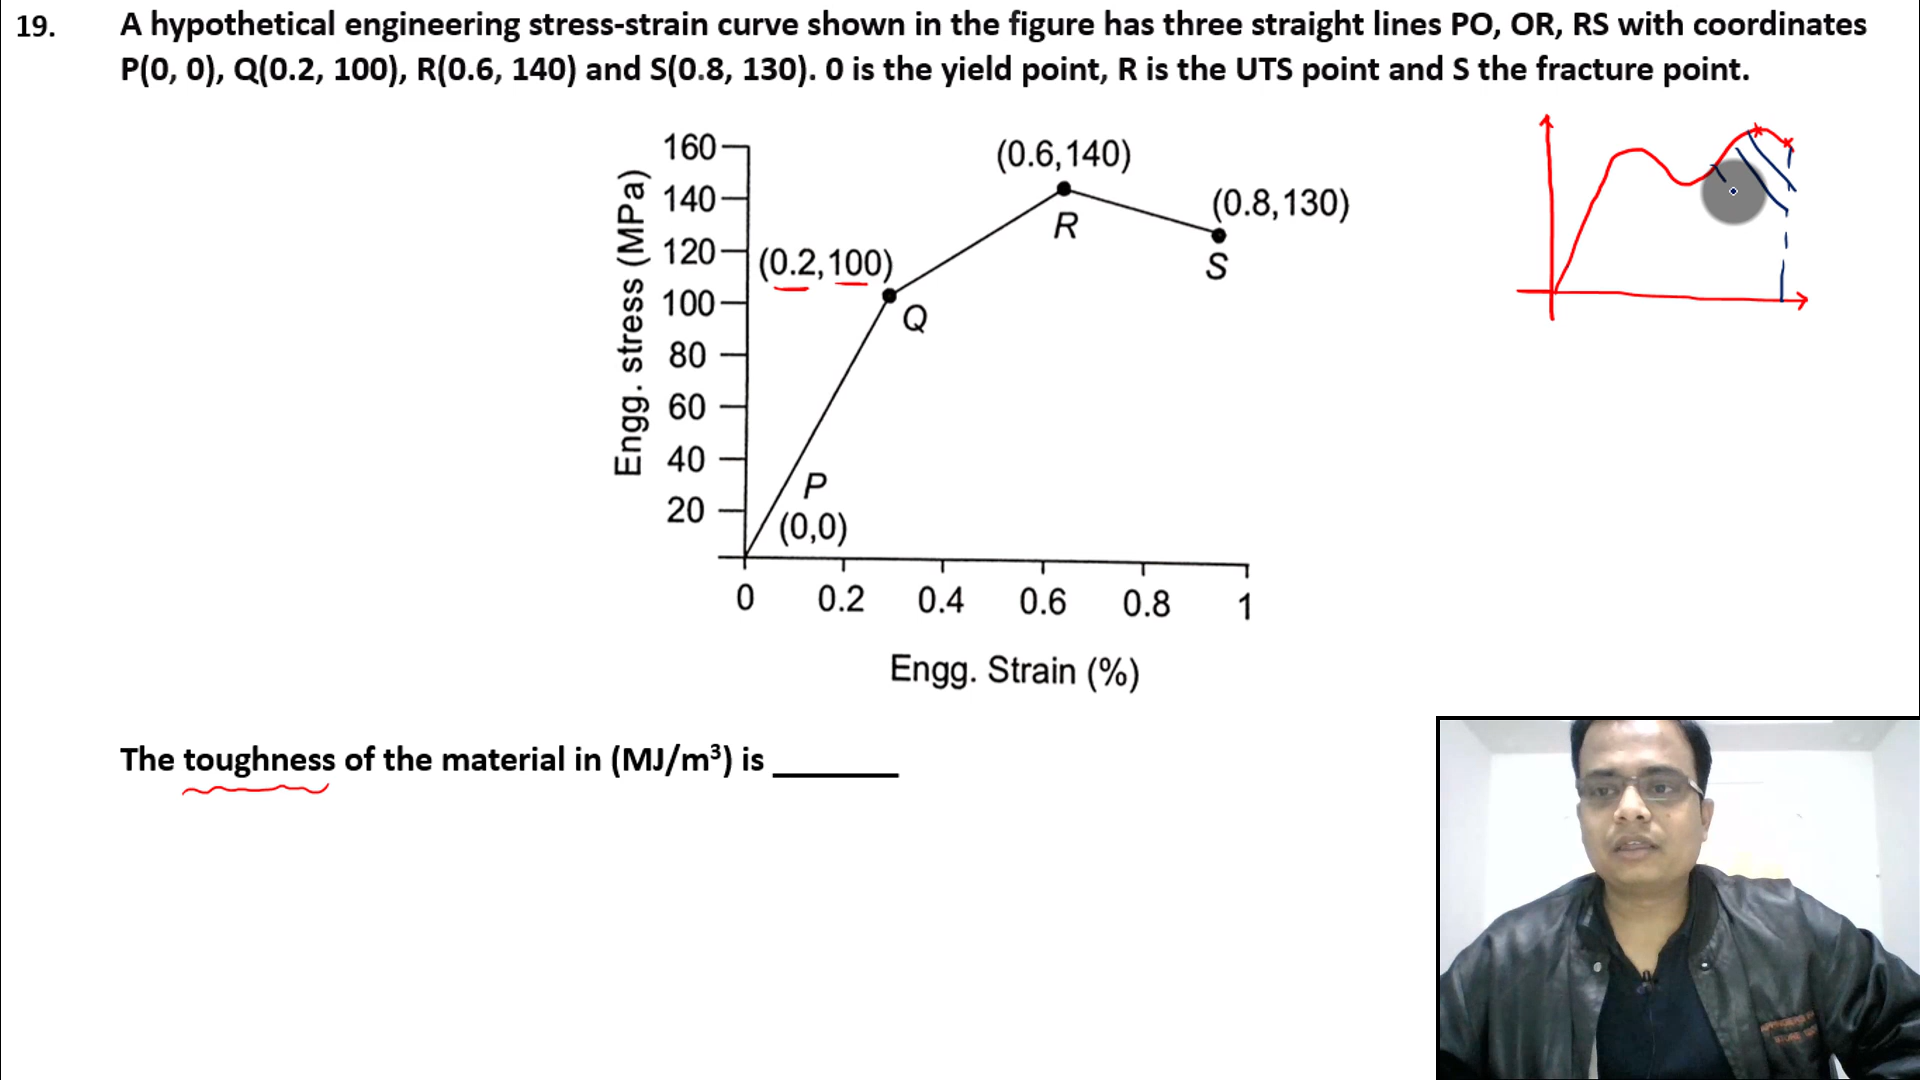 19. A hypothetical engineering stress-strain curve shown in the figure has three straight lines PO, OR, RS with coordinates
P(0, 0), Q(0.2, 100), R(0.6, 140) and S(0.8, 130). 0 is the yield point, R is the UTS point and S the fracture point.
Engg. stress (MPa)
160
140
120
100
80
60
40
20
(0.6,140)
R
(0.8,130)
S
(0.2,100)
Q
P
(0,0)
0 0.2 0.4 0.6 0.8 1
Engg. Strain (%)
The toughness of the material in (MJ/m³) is ______